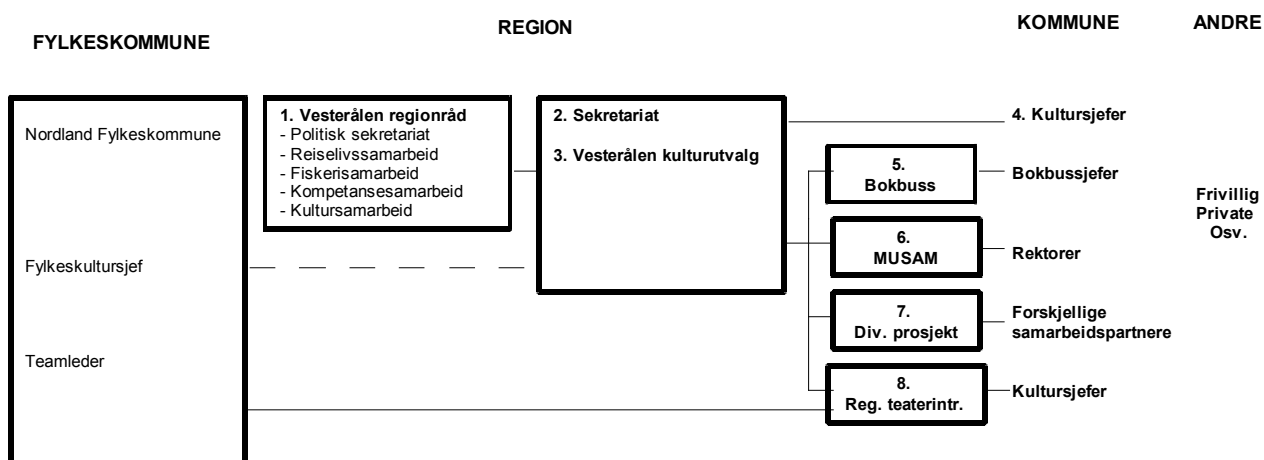 FYLKESKOMMUNE
REGION
KOMMUNE
ANDRE
Nordland Fylkeskommune
Fylkeskultursjef
Teamleder
1. Vesterålen regionråd
- Politisk sekretariat
- Reiselivssamarbeid
- Fiskerisamarbeid
- Kompetansesamarbeid
- Kultursamarbeid
2. Sekretariat
3. Vesterålen kulturutvalg
4. Kultursjefer
5.
Bokbuss
Bokbussjefer
6.
MUSAM
Rektorer
7.
Div. prosjekt
Forskjellige
samarbeidspartnere
8.
Reg. teaterintr.
Kultursjefer
Frivillig
Private
Osv.